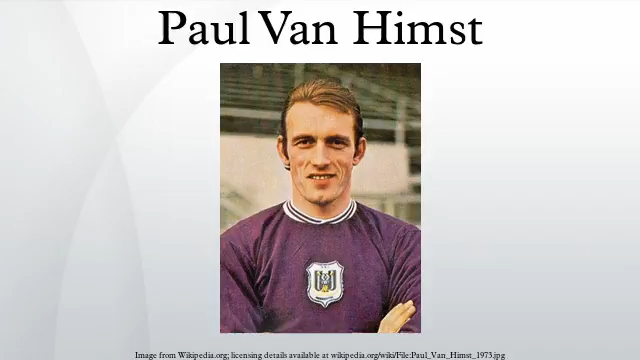 Paul Van Himst
Image from Wikipedia.org; licensing details available at wikipedia.org/wiki/File:Paul_Van_Himst_1973.jpg